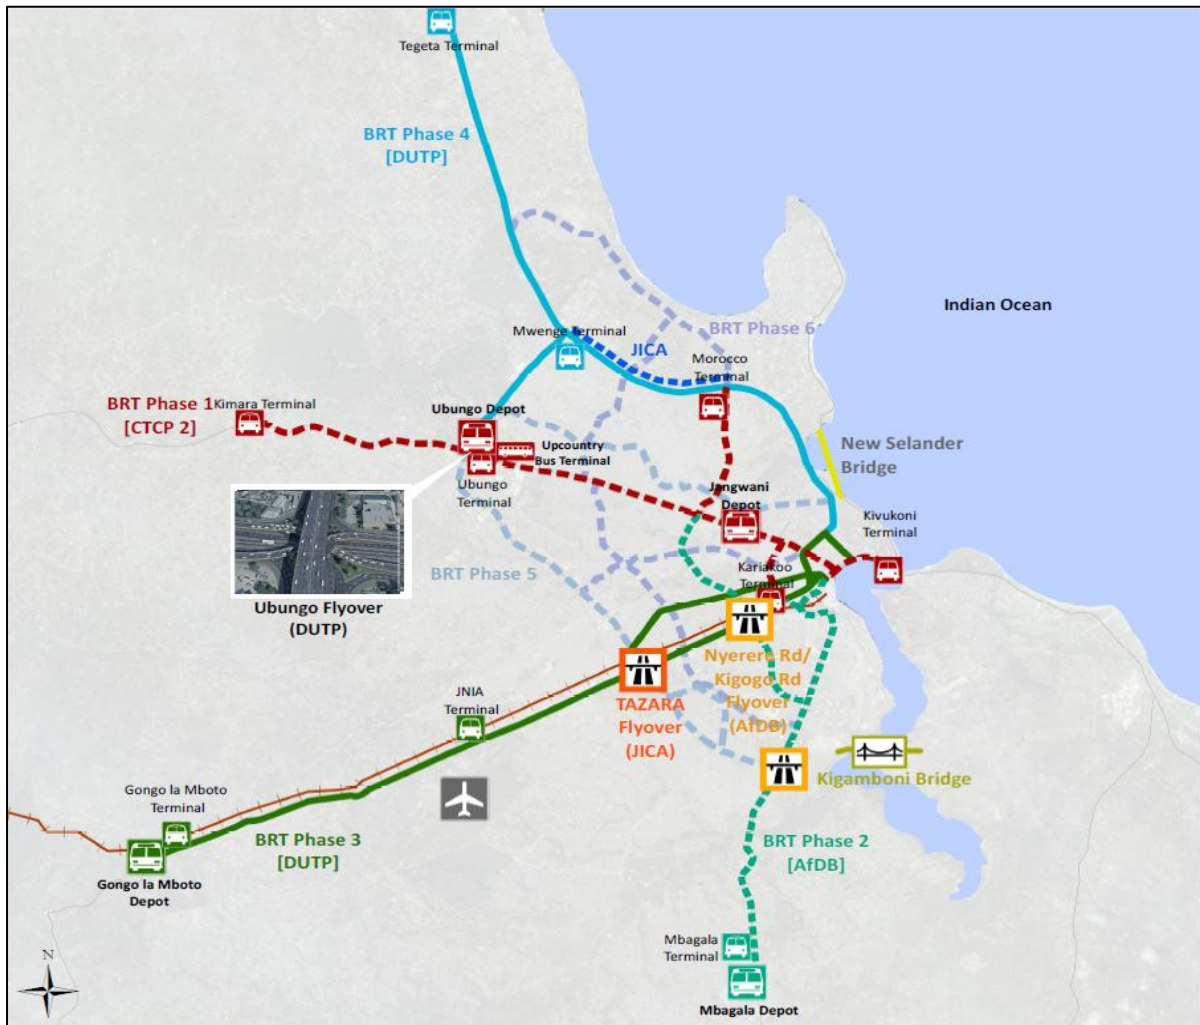 Tegeta Terminal
BRT Phase 4
[DUTP]
Indian Ocean
BRT Phase 6
Mwenge Terminal
JICA
Morocco
Terminal
BRT Phase 1
[CTCP 2]
Kimara Terminal
Ubungo Depot
Upcountry
Bus Terminal
Ubungo
Terminal
New Selander
Bridge
Jangwani
Depot
Kivukoni
Terminal
BRT Phase 5
Kariakoo
Terminal
Ubungo Flyover
(DUTP)
Nyerere Rd/
Kigogo Rd
Flyover
(AfDB)
JNIA
Terminal
TAZARA
Flyover
(JICA)
Kigamboni Bridge
Gongo la Mboto
Terminal
BRT Phase 3
[DUTP]
BRT Phase 2
[AfDB]
Gongo la Mboto
Depot
Mbagala
Terminal
N
Mbagala Depot